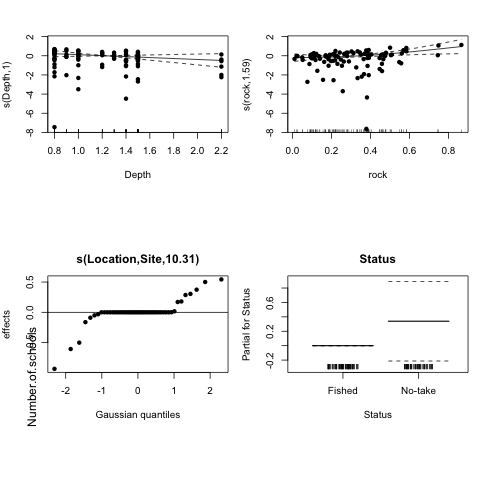 s(Depth,1)
2
0
-2
-4
-6
-8
0.8 1.0 1.2 1.4 1.6 1.8 2.0 2.2
Depth
s(rock,1.59)
2
0
-2
-4
-6
-8
0.0 0.2 0.4 0.6 0.8
rock
s(Location,Site,10.31)
effects
Number.of.schools
0.5
0.0
-2 -1 0 1 2
Gaussian quantiles
Status
Partial for Status
0.6
0.2
-0.2
Fished No-take
Status